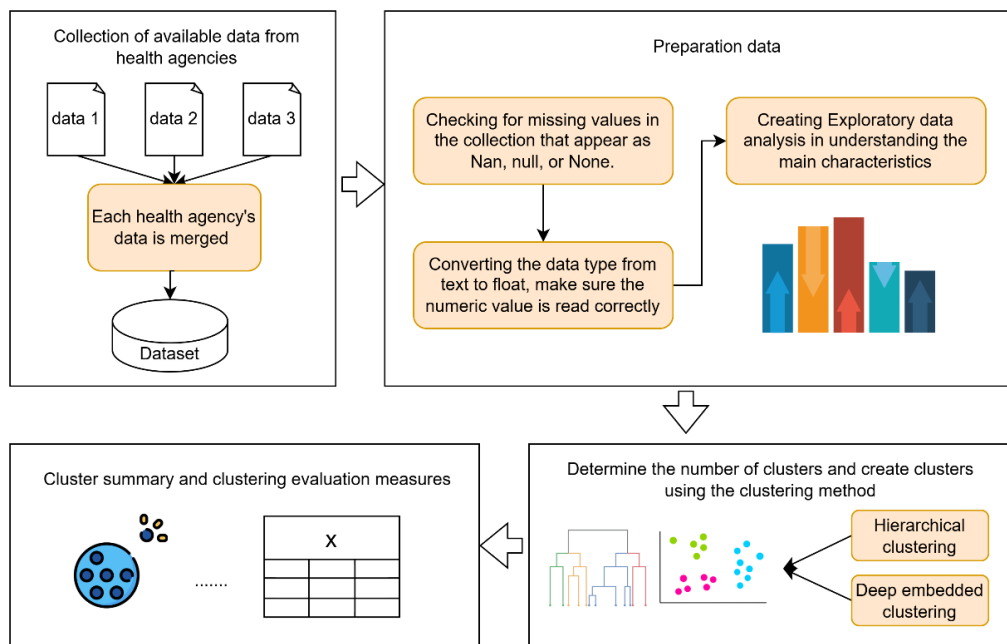 Collection of available data from
health agencies
data 1
data 2
data 3
Each health agency's
data is merged
Dataset
Preparation data
Checking for missing values in
the collection that appear as
Nan, null, or None.
Converting the data type from
text to float, make sure the
numeric value is read correctly
Creating Exploratory data
analysis in understanding the
main characteristics
Determine the number of clusters and create clusters
using the clustering method
Hierarchical
clustering
Deep embedded
clustering
Cluster summary and clustering evaluation measures
.......
X